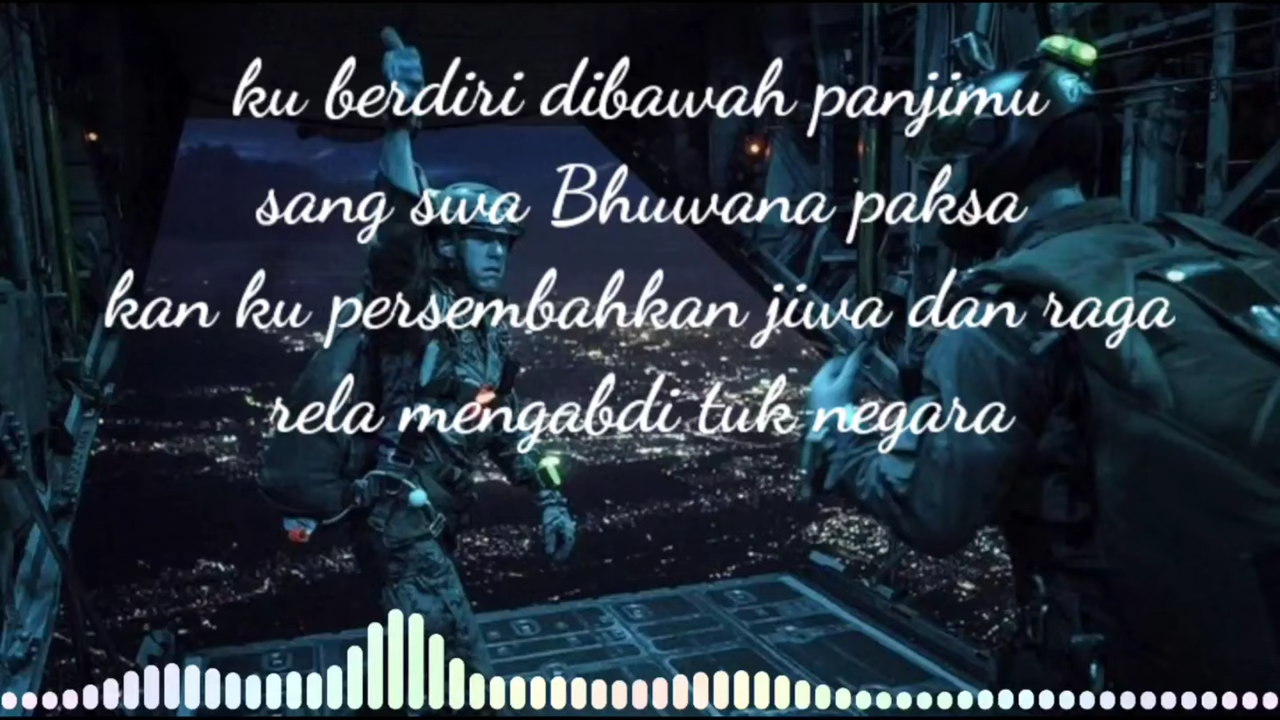 ku berdiri dibawah panjimu
sang swa Bhuwana paksa
kan ku persembahkan jiwa dan raga
rela mengabdi tuk negara